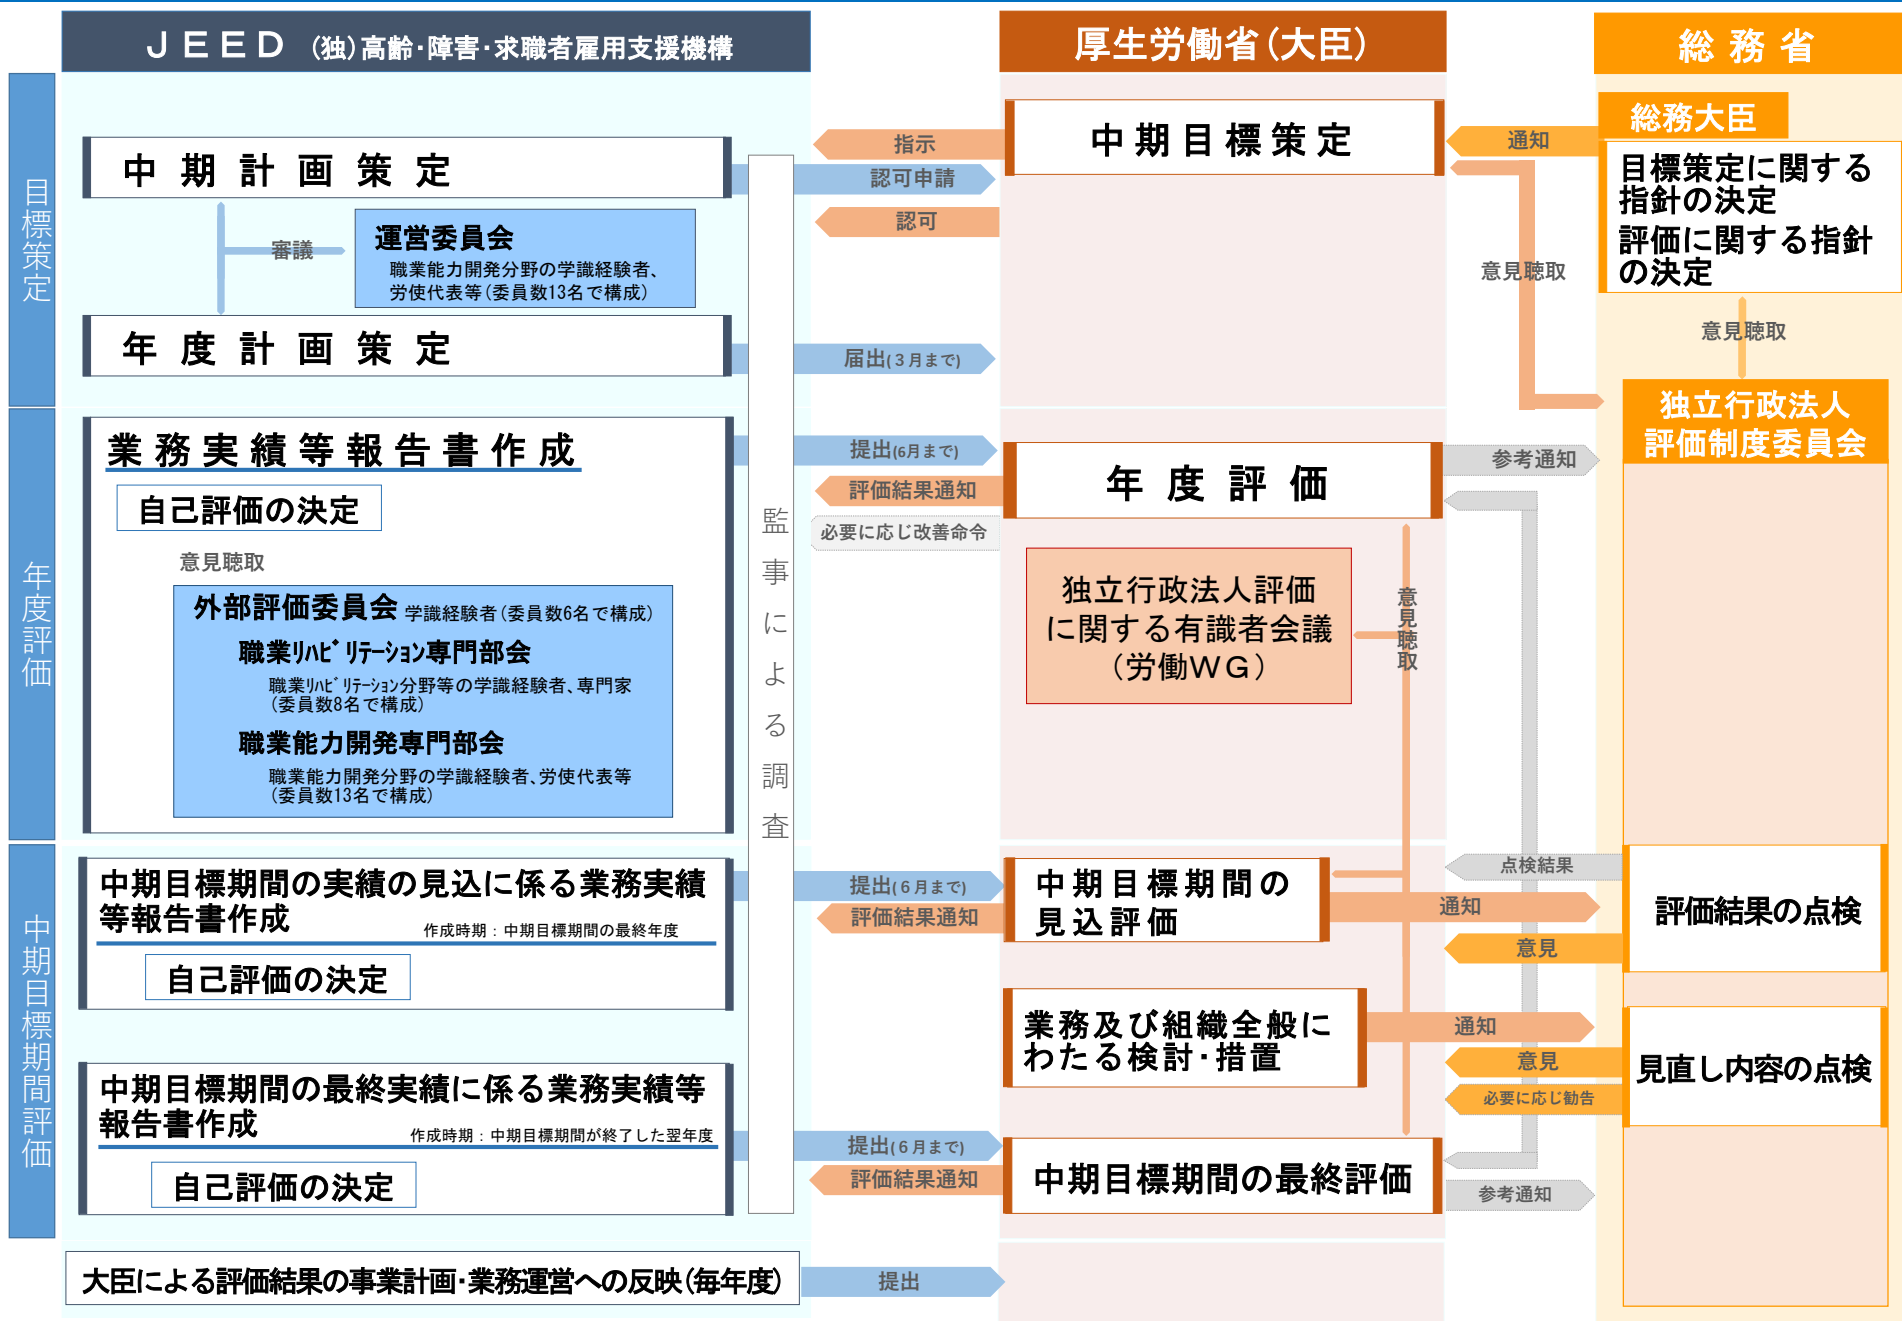 JEED (独)高齢・障害・求職者雇用支援機構
厚生労働省(大臣)
総務省
目標策定
中期計画策定
審議
運営委員会
職業能力開発分野の学識経験者、
労使代表等(委員数13名で構成)
年度計画策定
指示
認可申請
認可
届出(3月まで)
中期目標策定
通知
意見聴取
総務大臣
目標策定に関する
指針の決定
評価に関する指針
の決定
意見聴取
独立行政法人
評価制度委員会
監事による調査
年度評価
業務実績等報告書作成
自己評価の決定
意見聴取
外部評価委員会 学識経験者(委員数6名で構成)
職業リハビリテーション専門部会
職業リハビリテーション分野等の学識経験者、専門家
(委員数8名で構成)
職業能力開発専門部会
職業能力開発分野の学識経験者、労使代表等
(委員数13名で構成)
提出(6月まで)
評価結果通知
必要に応じ改善命令
年度評価
参考通知
独立行政法人評価
に関する有識者会議
(労働WG)
意見聴取
中期目標期間評価
中期目標期間の実績の見込に係る業務実績
等報告書作成
作成時期:中期目標期間の最終年度
自己評価の決定
提出(6月まで)
評価結果通知
中期目標期間の
見込評価
点検結果
通知
意見
評価結果の点検
業務及び組織全般に
わたる検討・措置
通知
意見
必要に応じ勧告
見直し内容の点検
中期目標期間の最終実績に係る業務実績等
報告書作成
作成時期:中期目標期間が終了した翌年度
自己評価の決定
提出(6月まで)
評価結果通知
中期目標期間の最終評価
参考通知
大臣による評価結果の事業計画・業務運営への反映(毎年度)
提出